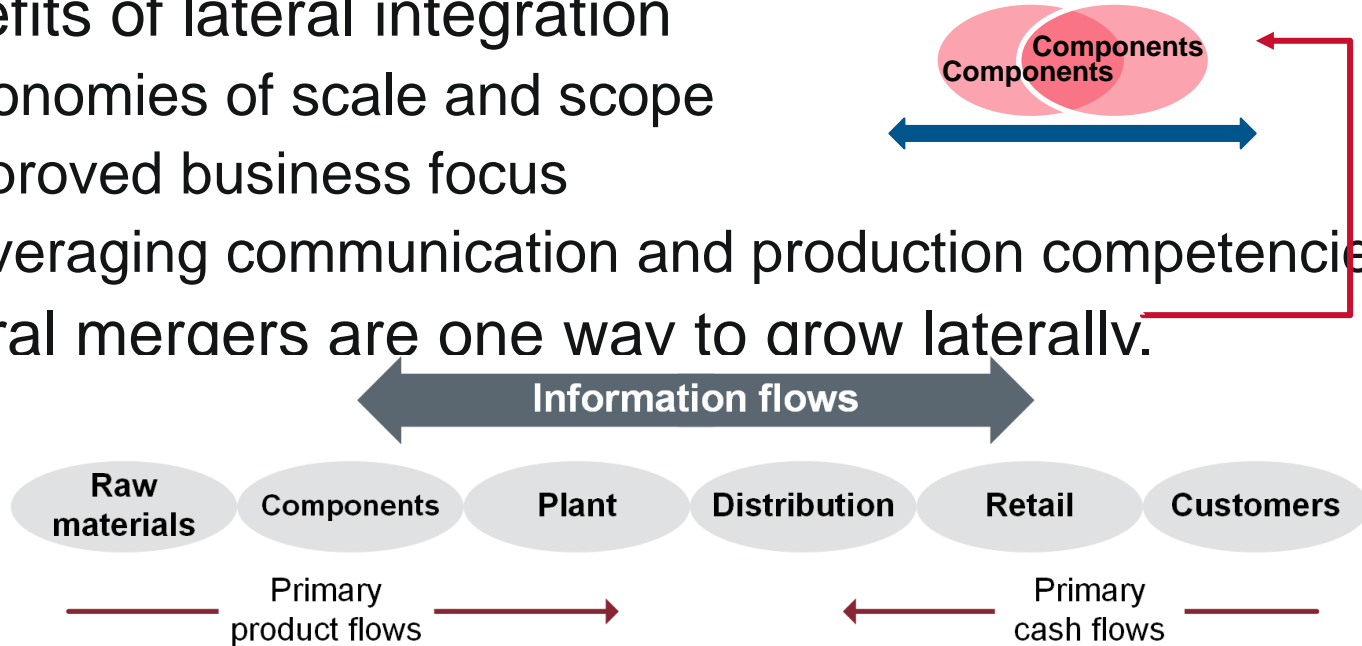 efits of lateral integration
Components
Components
onomies of scale and scope
proved business focus
veraging communication and production competencie
ral mergers are one way to grow laterally.
Information flows
Raw
materials
Components
Plant
Distribution
Retail
Customers
Primary
product flows
Primary
cash flows